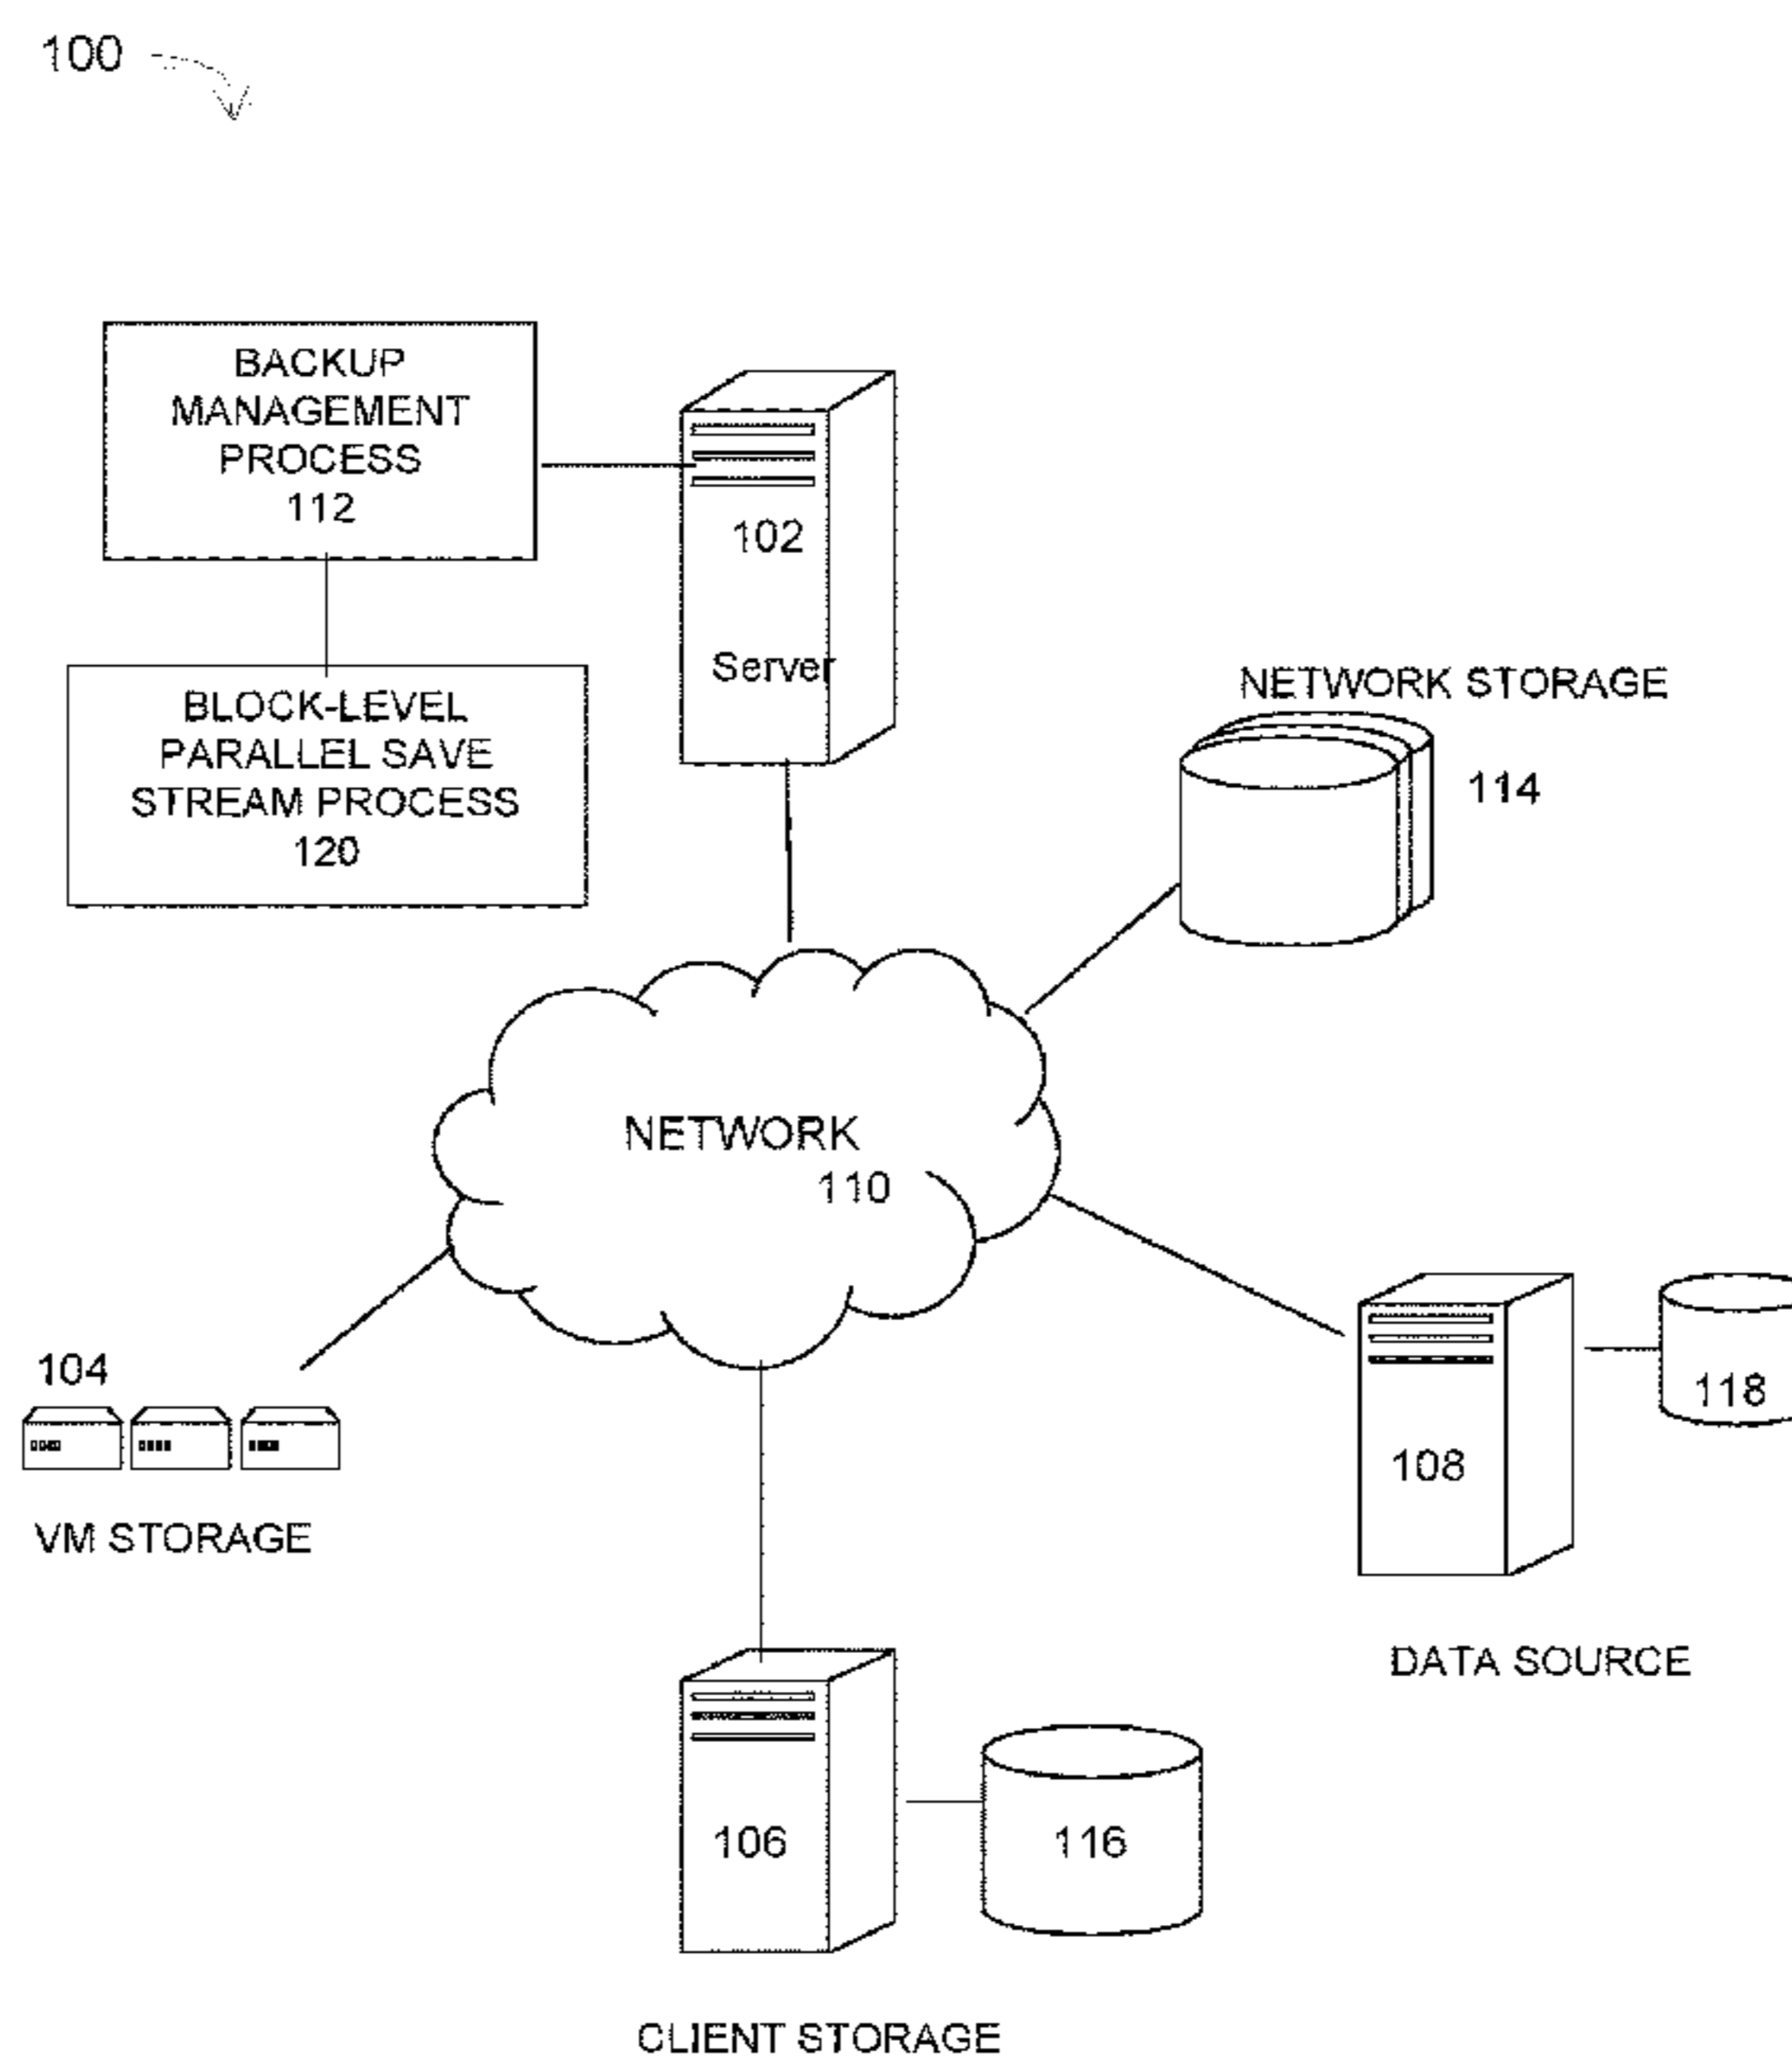 100
BACKUP
MANAGEMENT
PROCESS
112
102
Server
BLOCK-LEVEL
PARALLEL SAVE
STREAM PROCESS
120
NETWORK STORAGE
114
NETWORK
110
104
VM STORAGE
118
108
DATA SOURCE
106
116
CLIENT STORAGE